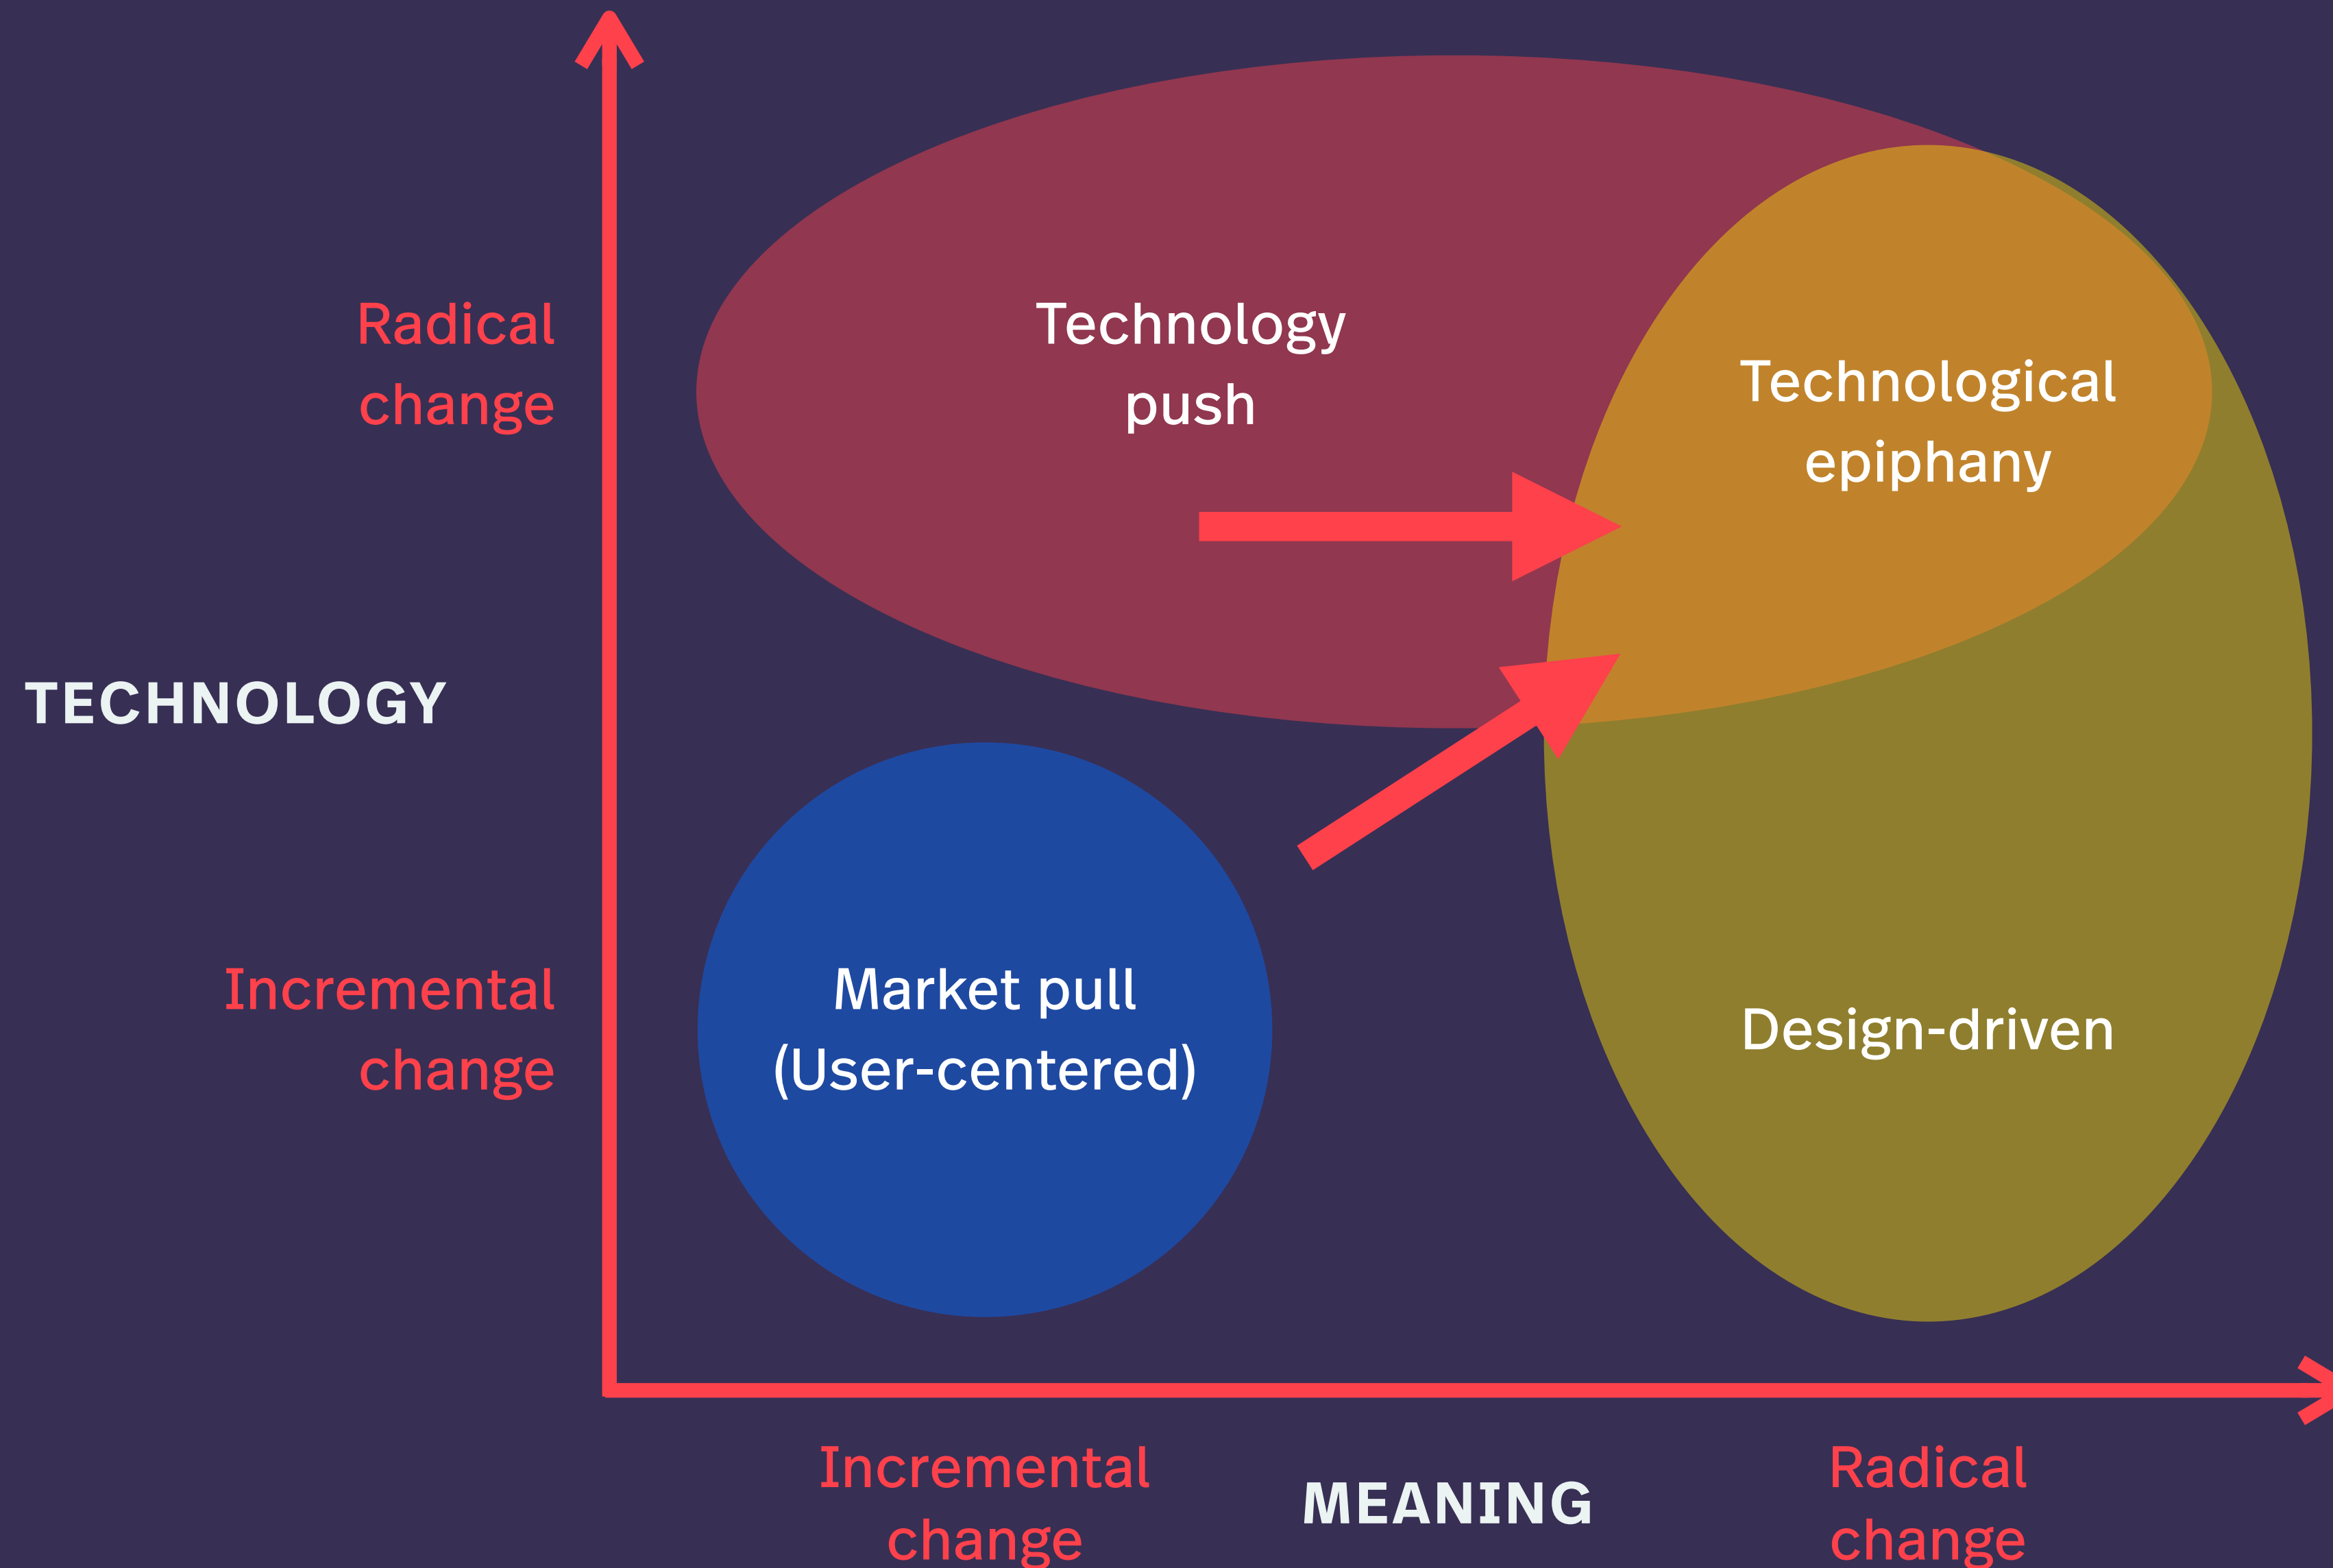 Radical
change
Technology
push
Technological
epiphany
TECHNOLOGY
Incremental
change
Market pull
(User-centered)
Design-driven
Incremental
change
MEANING
Radical
change